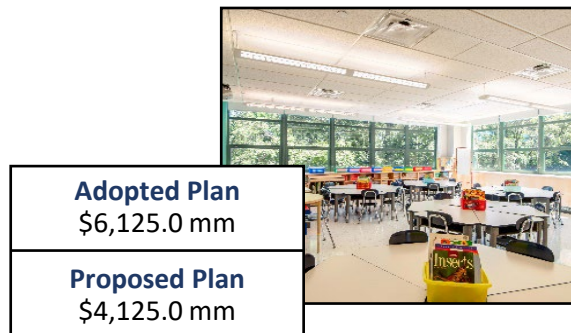 Adopted Plan
$6,125.0 mm
Proposed Plan
$4,125.0 mm
Insects